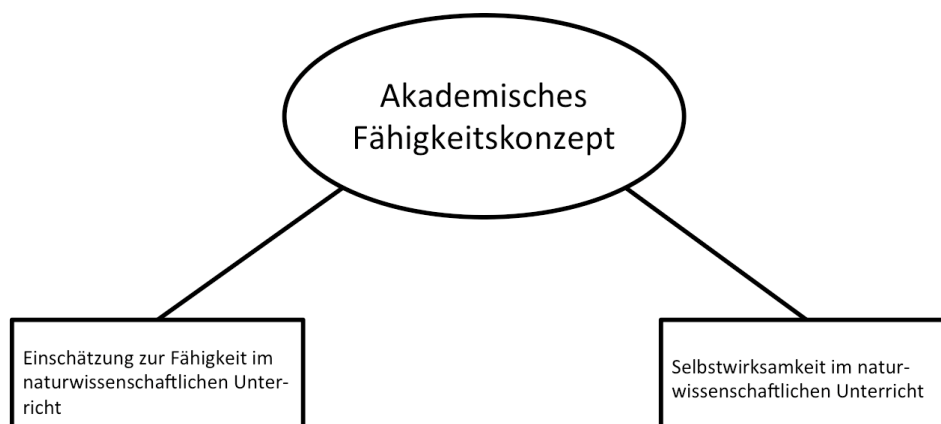 Akademisches
Fähigkeitskonzept
Einschätzung zur Fähigkeit im
naturwissenschaftlichen Unter-
richt
Selbstwirksamkeit im natur-
wissenschaftlichen Unterricht